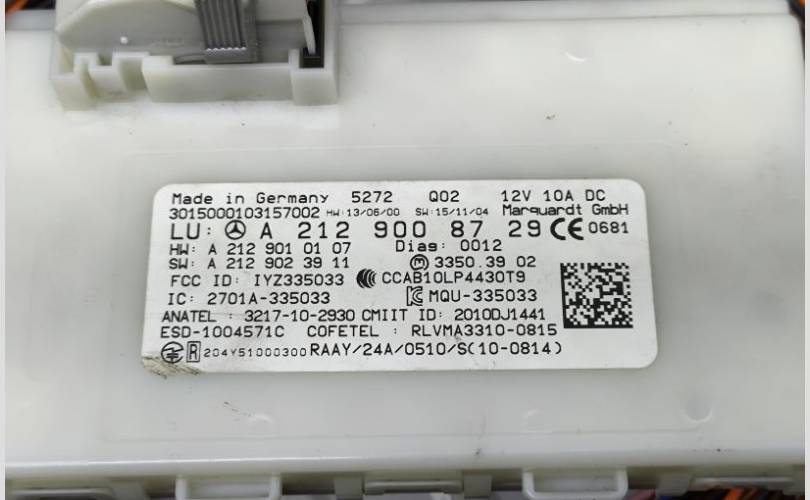 Made in Germany 5272 Q02 12V 10A DC
3015000103157002 HW:13/06/00 SW:15/11/04 Marquardt GmbH
LU: A 212 900 87 29 CE 0681
HW: A 212 901 01 07 Diag: 0012
SW: A 212 902 39 11 M 3350.39 02
FCC ID: IYZ335033 CCAB10LP4430T9
IC: 2701A-335033 MQU-335033
ANATEL : 3217-10-2930 CMIIT ID: 2010DJ1441
ESD-1004571C COFETEL : RLVMA3310-0815
R 204Y51000300 RAAY/24A/0510/S(10-0814)